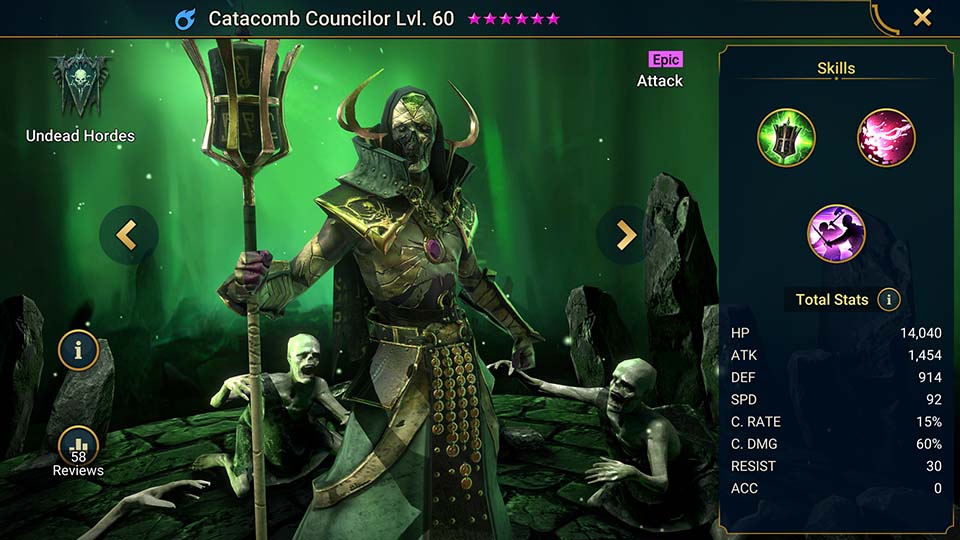 Catacomb Councilor Lvl. 60
Undead Hordes
Epic
Attack
58
Reviews
Skills
Total Stats i
HP 14,040
ATK 1,454
DEF 914
SPD 92
C. RATE 15%
C. DMG 60%
RESIST 30
ACC 0